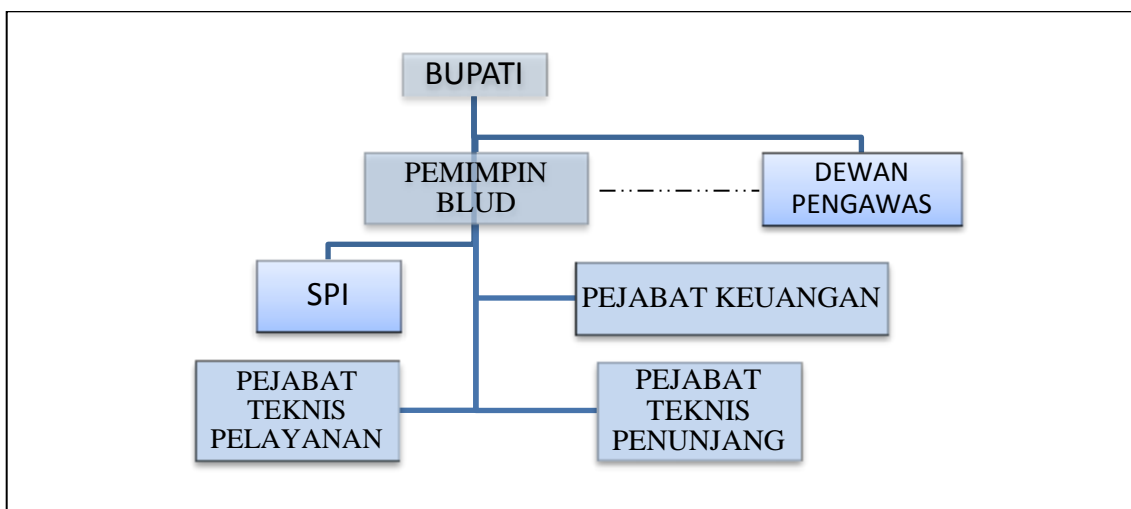 BUPATI
PEMIMPIN
BLUD
DEWAN
PENGAWAS
SPI
PEJABAT KEUANGAN
PEJABAT
TEKNIS
PELAYANAN
PEJABAT
TEKNIS
PENUNJANG